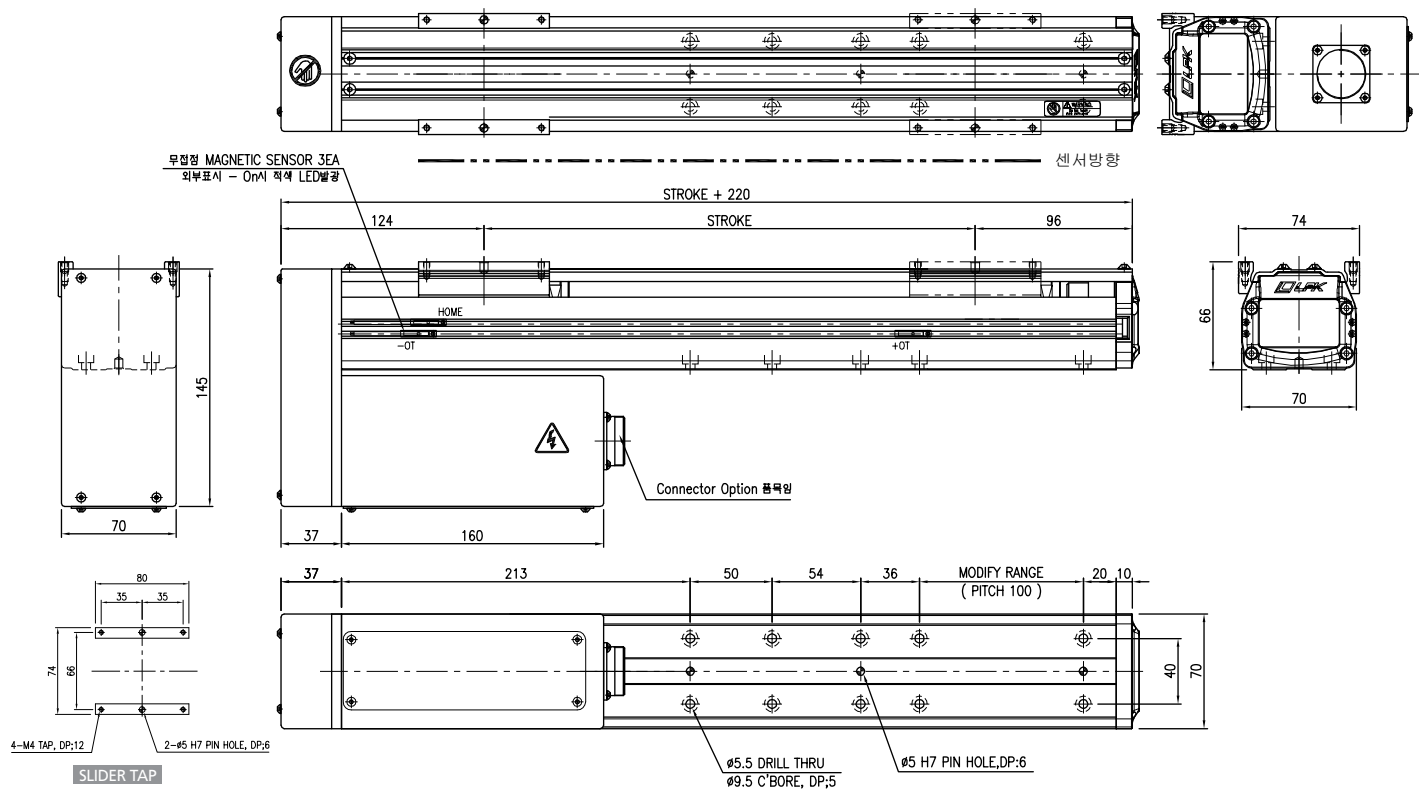 LPK
무접점 MAGNETIC SENSOR 3EA
외부표시 - On시 적색 LED발광
센서방향
STROKE + 220
124
STROKE
96
74
HOME
-OT
+OT
LPK
66
145
70
Connector Option 품목임
70
37
160
37
213
50
54
36
MODIFY RANGE
( PITCH 100 )
20
10
80
35
35
74
66
40
70
4-M4 TAP, DP;12
2-ø5 H7 PIN HOLE, DP;6
SLIDER TAP
ø5.5 DRILL THRU
ø9.5 C'BORE, DP;5
ø5 H7 PIN HOLE,DP:6